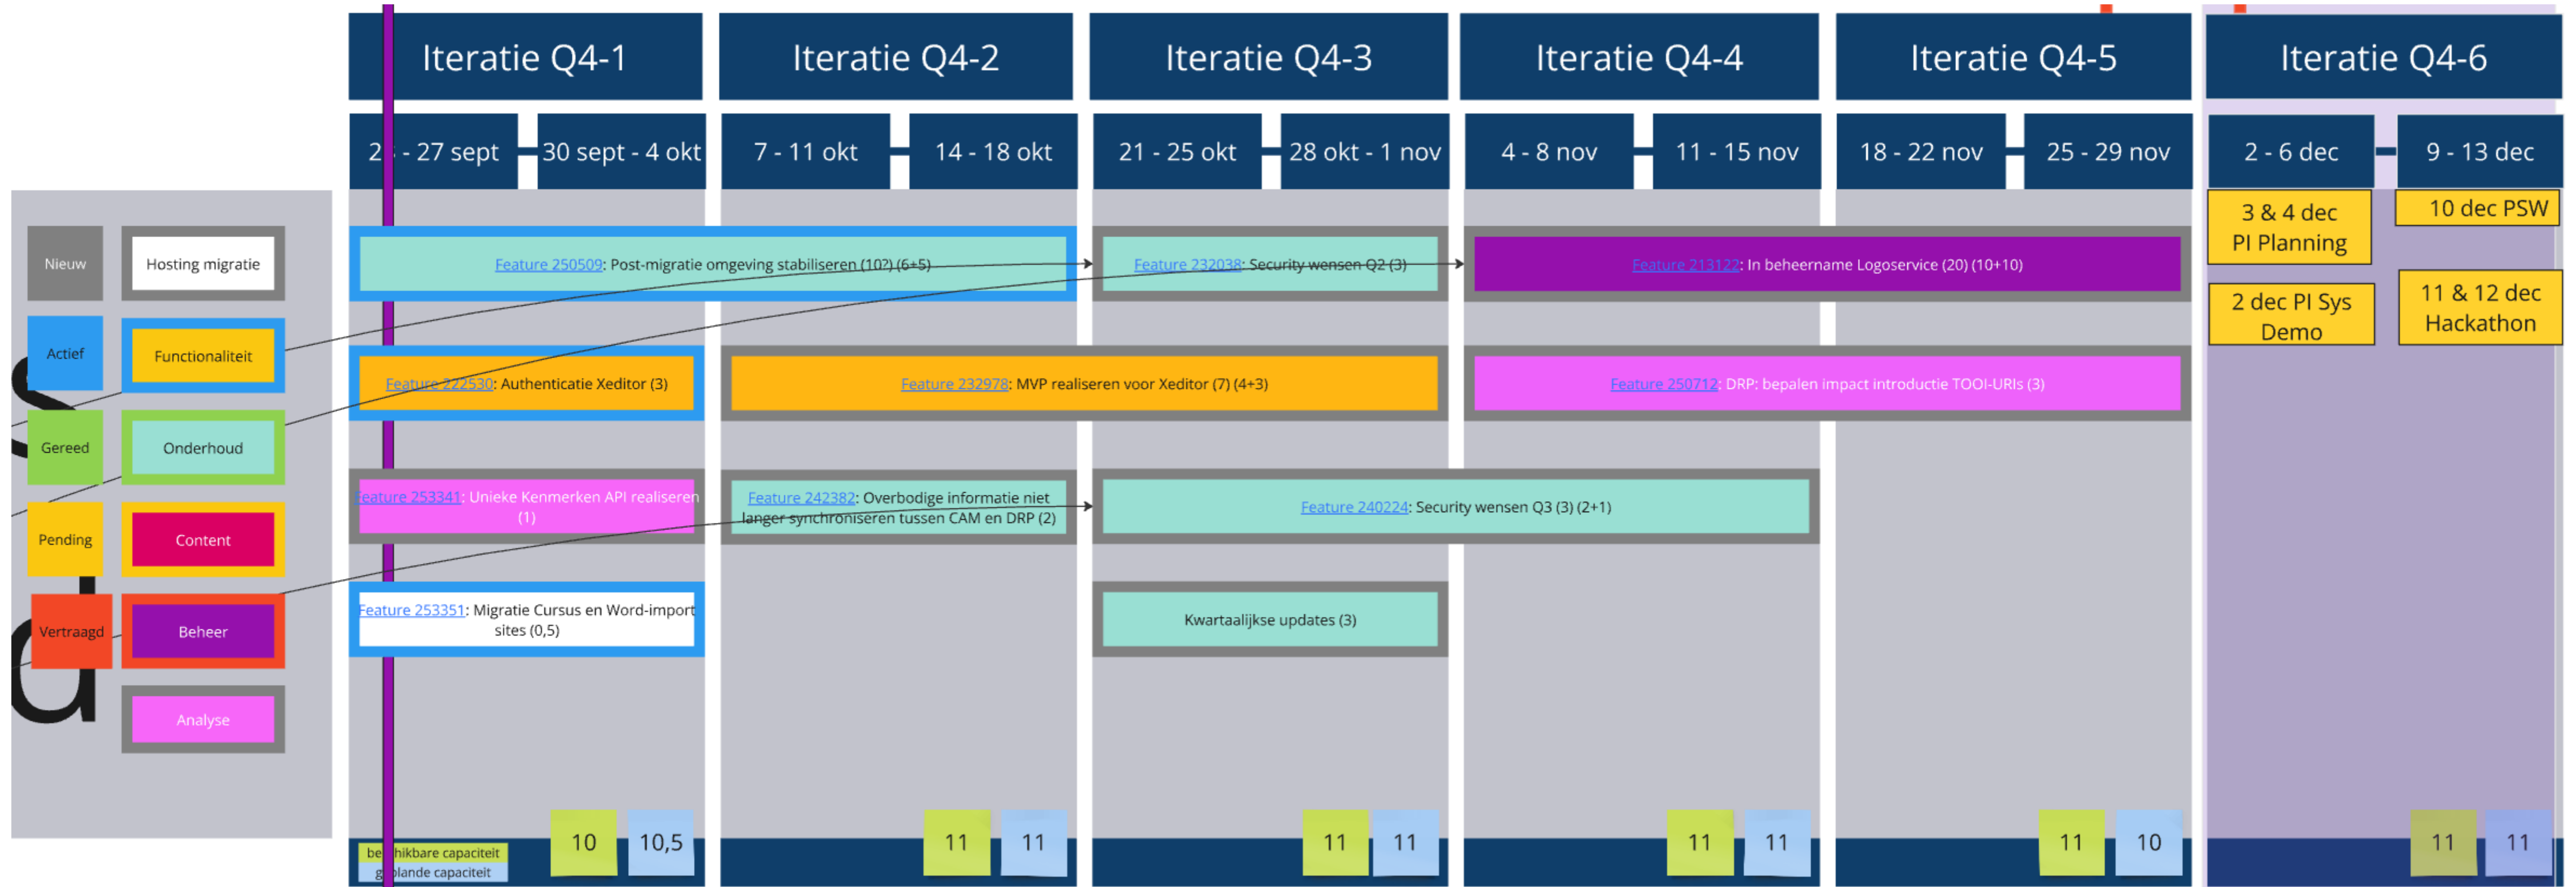 Iteratie Q4-1
Iteratie Q4-2
Iteratie Q4-3
Iteratie Q4-4
Iteratie Q4-5
Iteratie Q4-6
- 27 sept
30 sept - 4 okt
7 - 11 okt
14 - 18 okt
21 - 25 okt
28 okt - 1 nov
4 - 8 nov
11 - 15 nov
18 - 22 nov
25 - 29 nov
2 - 6 dec
9 - 13 dec
Nieuw
Hosting migratie
Actief
Functionaliteit
Gereed
Onderhoud
Pending
Content
Vertraagd
Beheer
Analyse
Feature 250509: Post-migratie omgeving stabiliseren (10?) (6+5)
Feature 232038: Security wensen Q2 (3)
Feature 213122: In beheername Logoservice (20) (10+10)
3 & 4 dec
PI Planning
10 dec PSW
2 dec PI Sys
Demo
11 & 12 dec
Hackathon
Feature 222530: Authenticatie Xeditor (3)
Feature 232978: MVP realiseren voor Xeditor (7) (4+3)
Feature 250712: DRP: bepalen impact introductie TOOI-URIs (3)
Feature 253341: Unieke Kenmerken API realiseren
(1)
Feature 242382: Overbodige informatie niet
langer synchroniseren tussen CAM en DRP (2)
Feature 240224: Security wensen Q3 (3) (2+1)
Feature 253351: Migratie Cursus en Word-import
sites (0,5)
Kwartaalijkse updates (3)
beschikbare capaciteit
geplande capaciteit
10
10,5
11
11
11
11
11
11
11
10
11
11